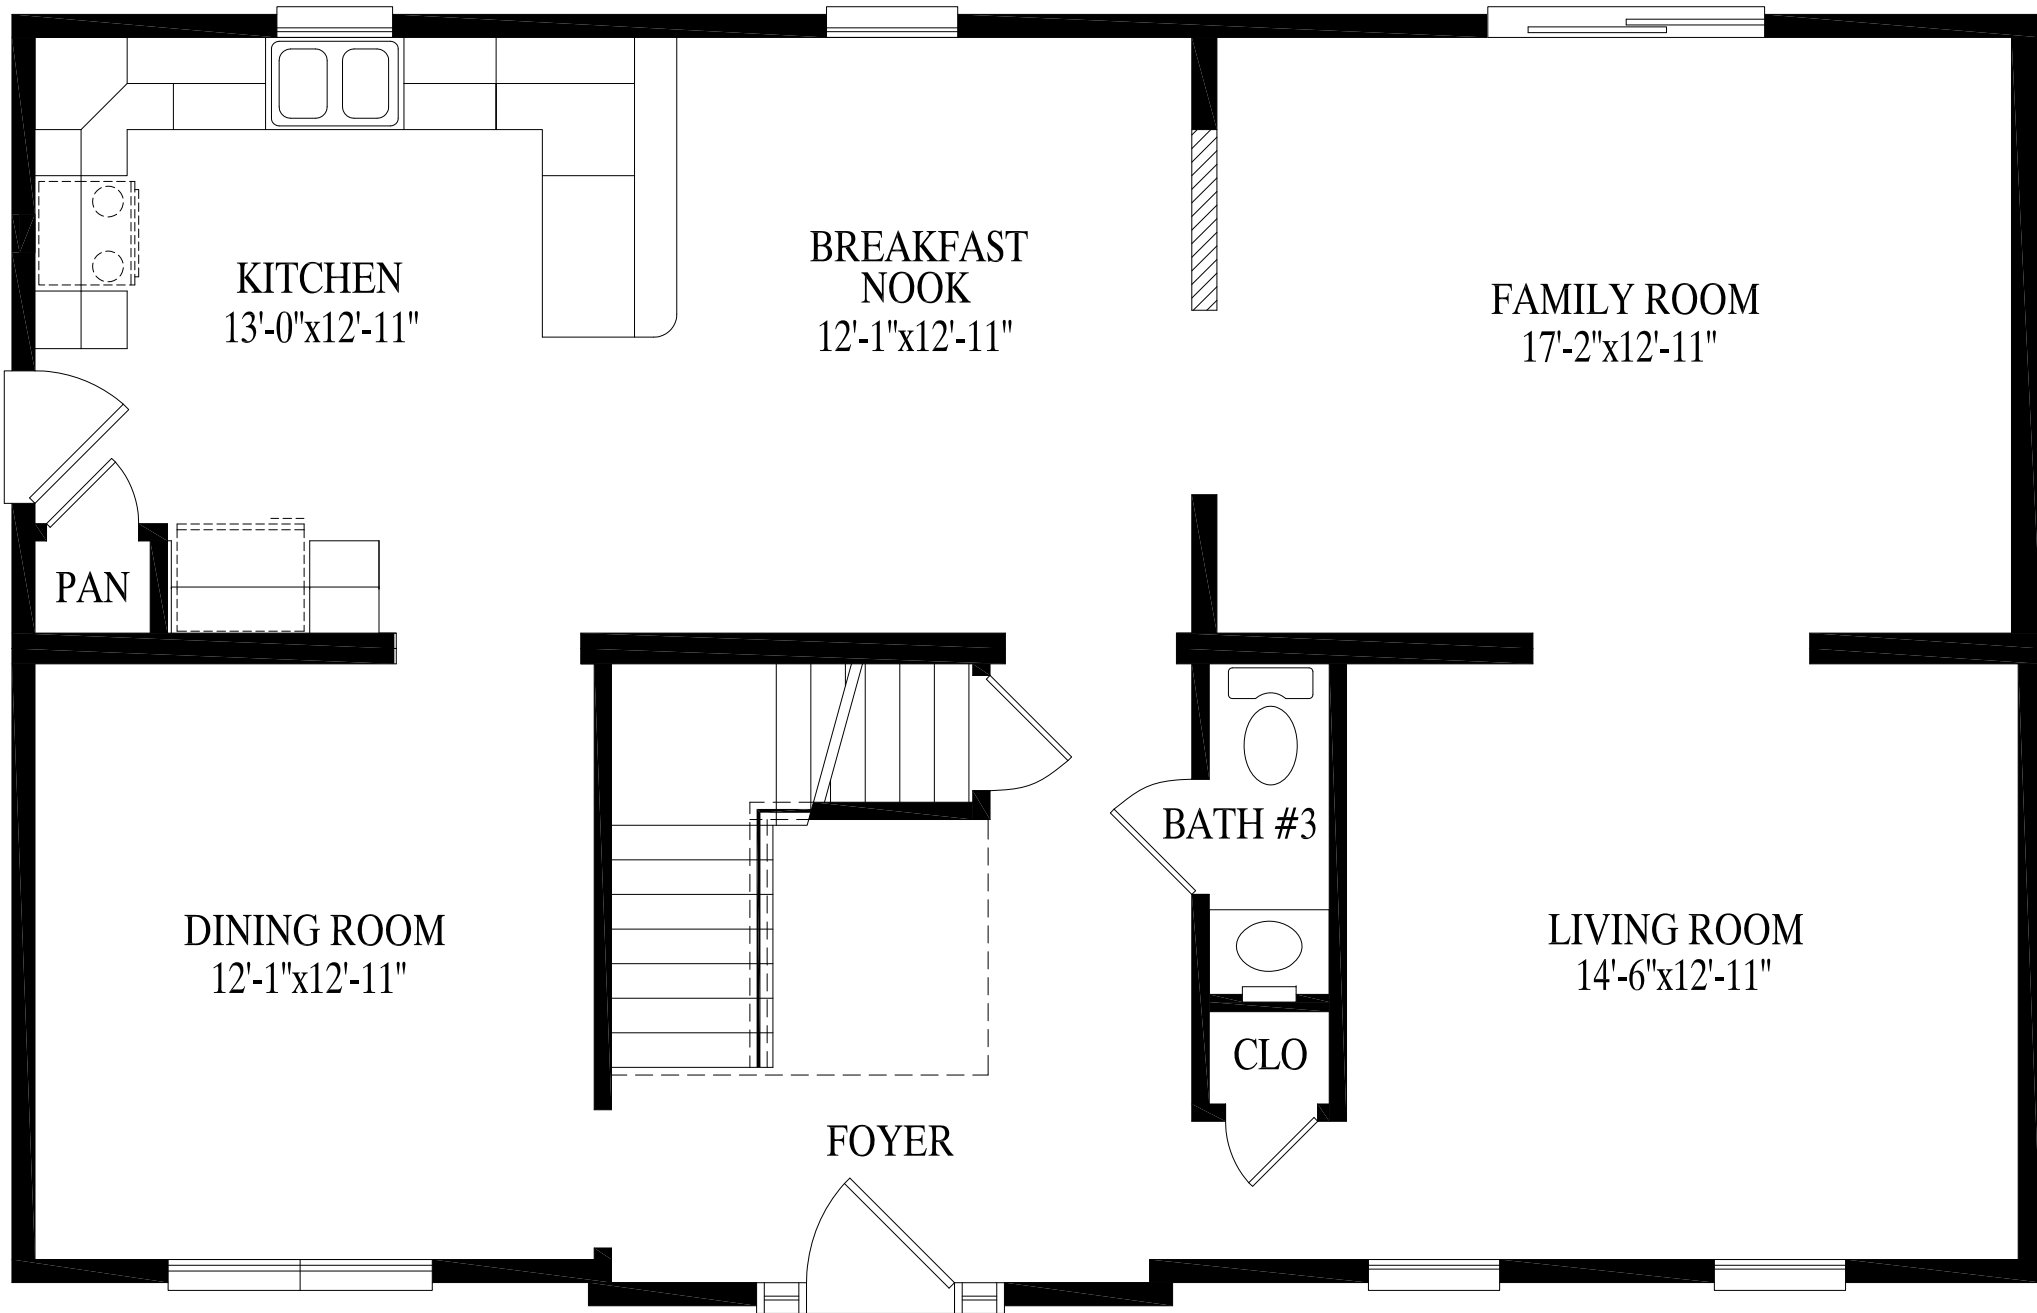 KITCHEN
13'-0"x12'-11"
BREAKFAST
NOOK
12'-1"x12'-11"
FAMILY ROOM
17'-2"x12'-11"
PAN
BATH #3
DINING ROOM
12'-1"x12'-11"
LIVING ROOM
14'-6"x12'-11"
CLO
FOYER